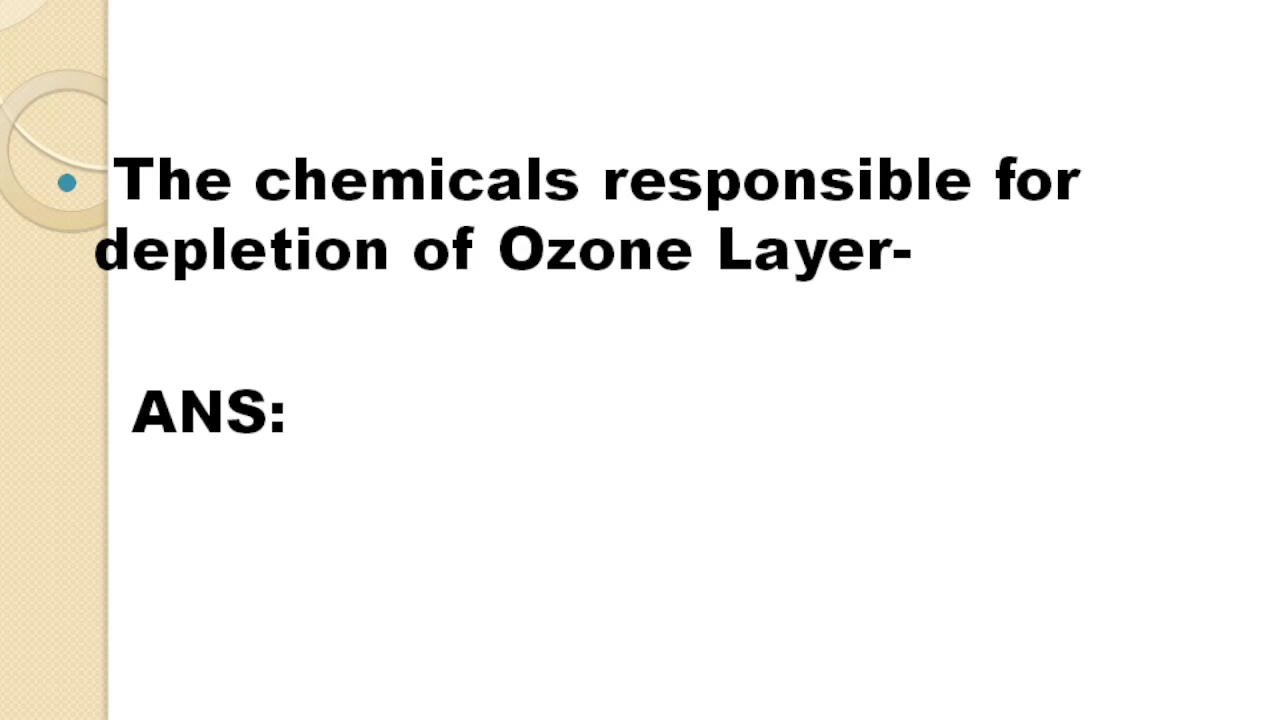 • The chemicals responsible for
depletion of Ozone Layer-
ANS: